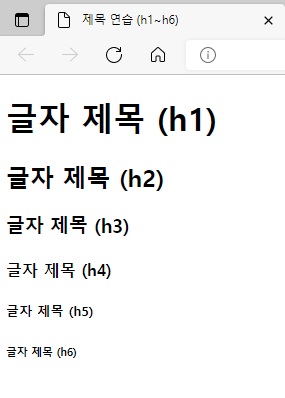 제목 연습 (h1~h6)
글자 제목 (h1)
글자 제목 (h2)
글자 제목 (h3)
글자 제목 (h4)
글자 제목 (h5)
글자 제목 (h6)